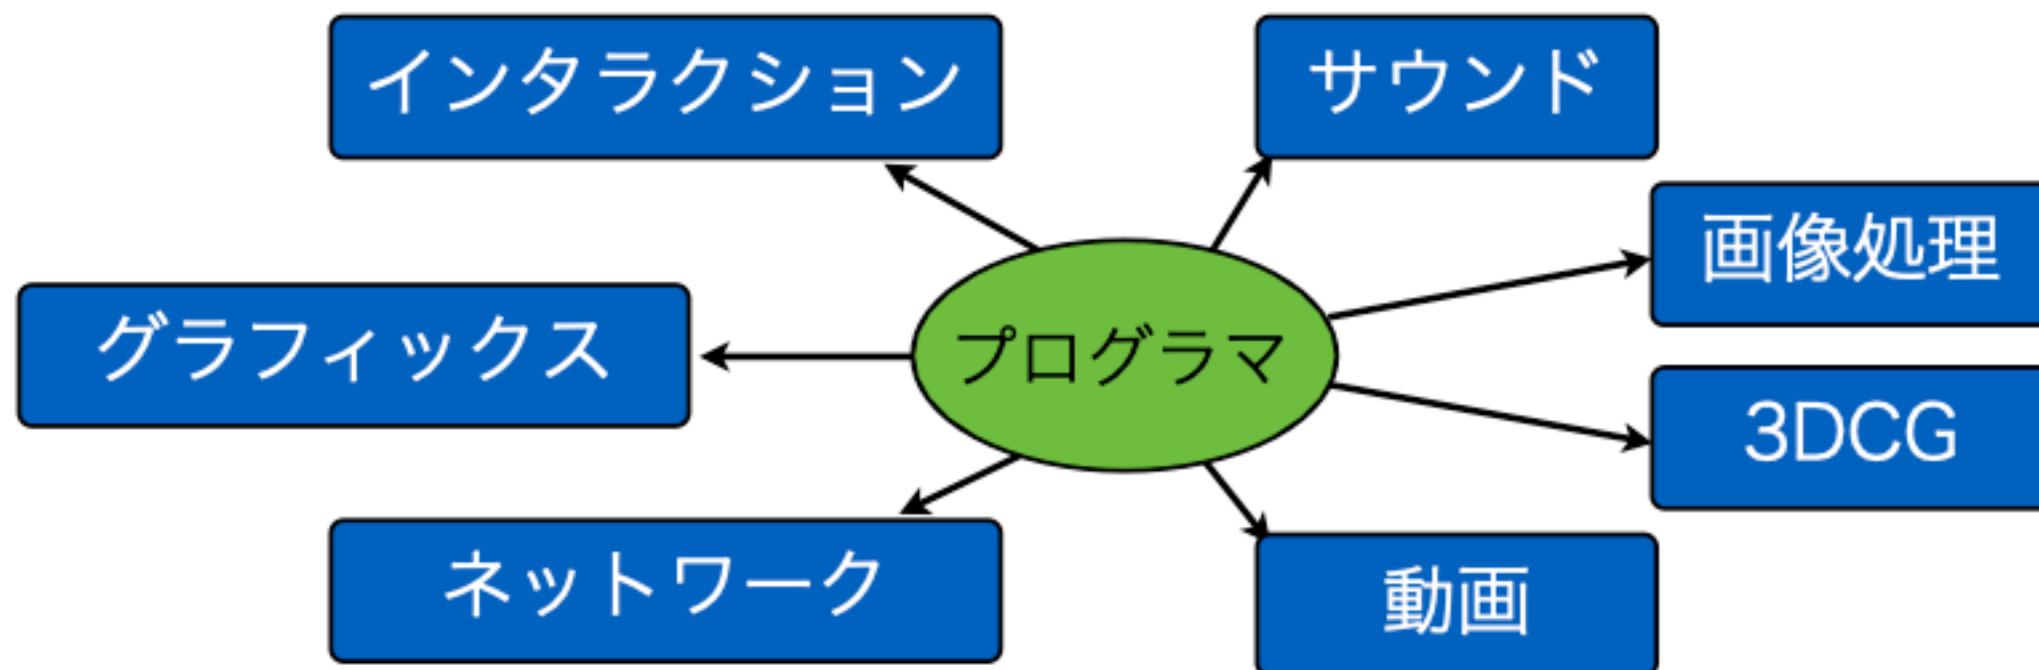 インタラクション
サウンド
画像処理
グラフィックス
プログラマ
3DCG
ネットワーク
動画